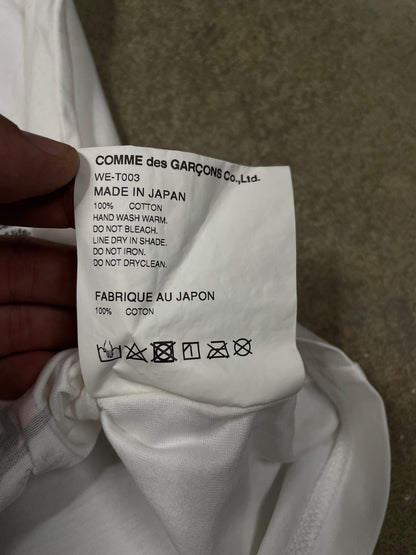 COMME des GARÇONS Co.,Ltd.
WE-T003
MADE IN JAPAN
100% COTTON
HAND WASH WARM.
DO NOT BLEACH.
LINE DRY IN SHADE.
DO NOT IRON.
DO NOT DRYCLEAN.
FABRIQUE AU JAPON
100% COTON